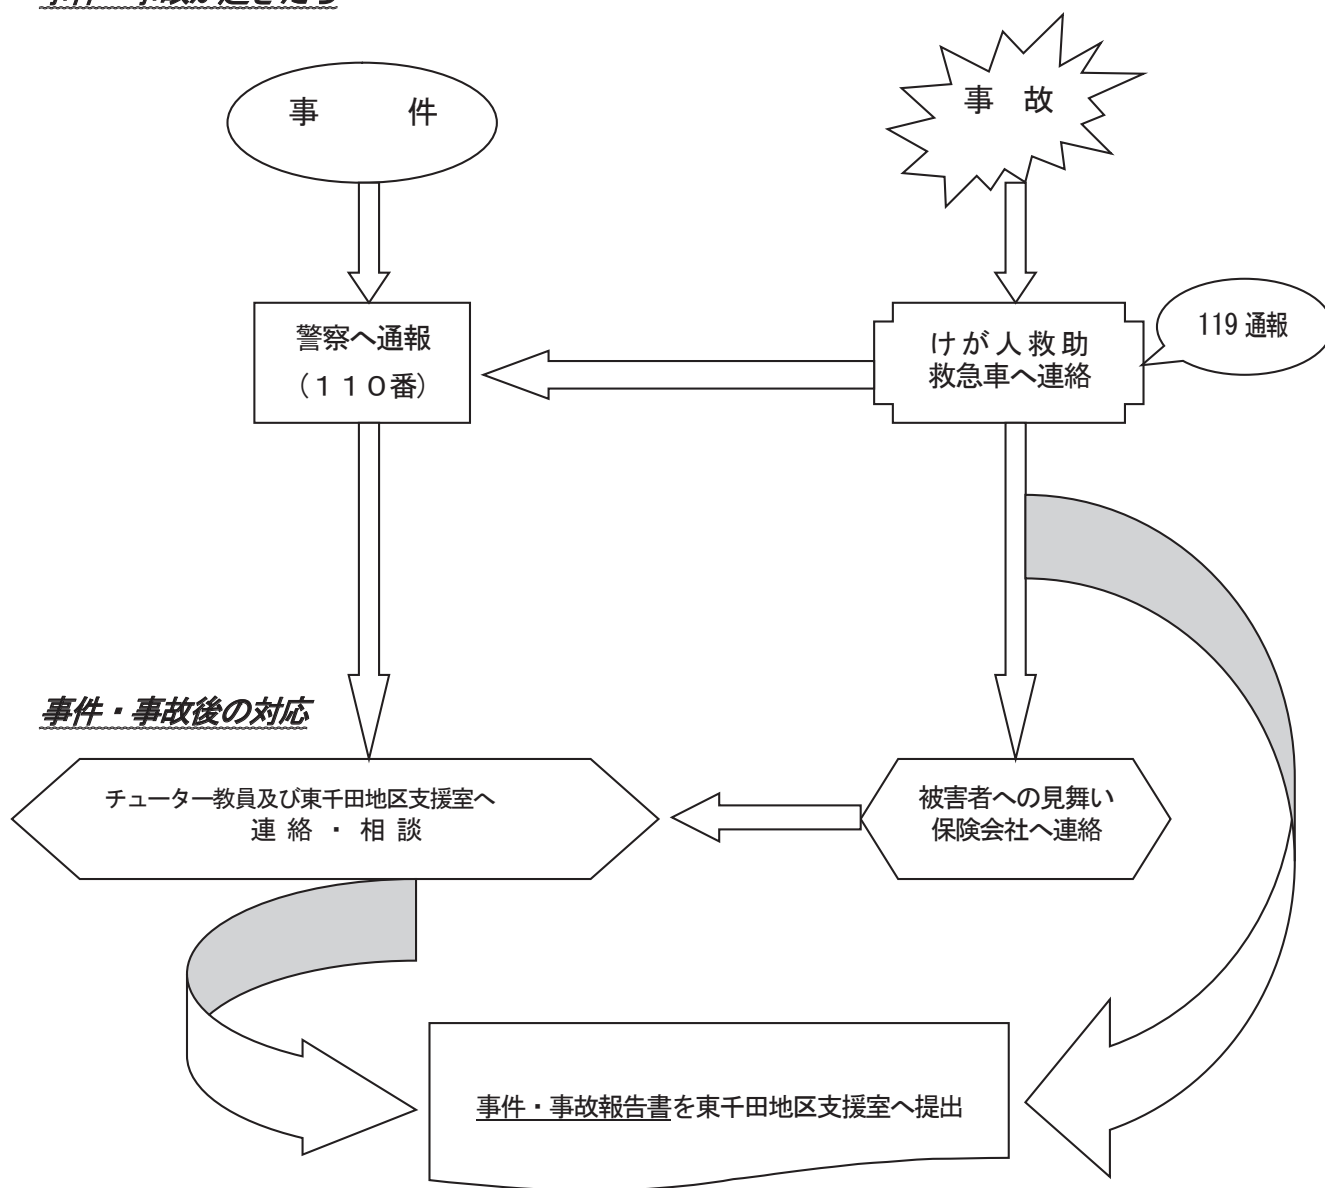 事件
事故
警察へ通報
（１１０番）
けが人救助
救急車へ連絡
119 通報
事件・事故後の対応
チューター教員及び東千田地区支援室へ
連 絡 ・ 相 談
被害者への見舞い
保険会社へ連絡
事件・事故報告書を東千田地区支援室へ提出